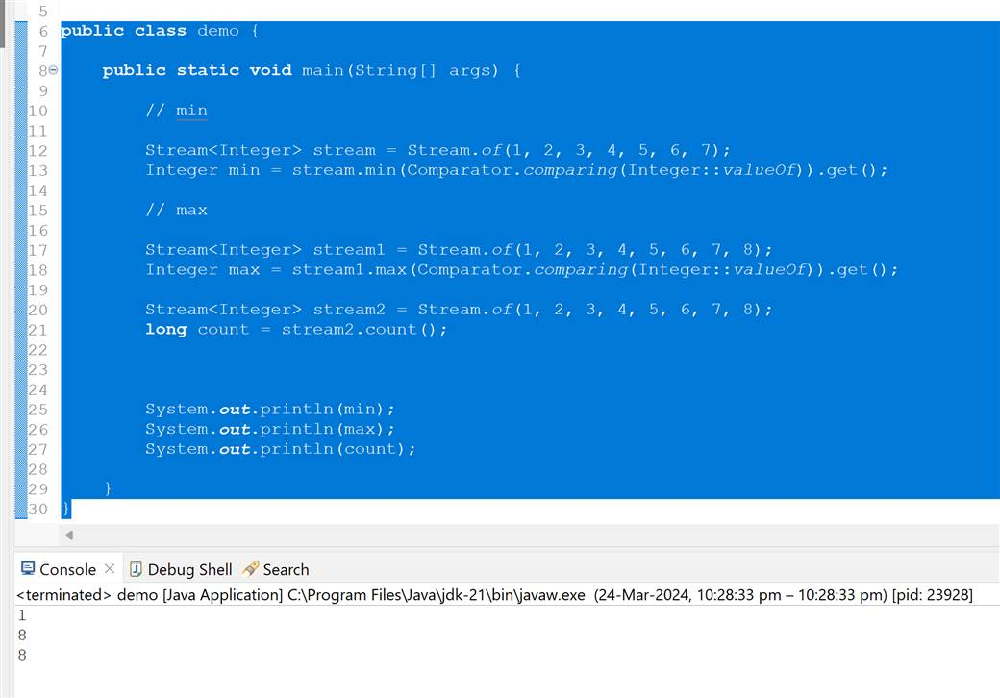 5
6 public class demo {
7
8 public static void main(String[] args) {
9
10 // min
11
12 Stream<Integer> stream = Stream.of(1, 2, 3, 4, 5, 6, 7);
13 Integer min = stream.min(Comparator.comparing(Integer::valueOf)).get();
14
15 // max
16
17 Stream<Integer> stream1 = Stream.of(1, 2, 3, 4, 5, 6, 7, 8);
18 Integer max = stream1.max(Comparator.comparing(Integer::valueOf)).get();
19
20 Stream<Integer> stream2 = Stream.of(1, 2, 3, 4, 5, 6, 7, 8);
21 long count = stream2.count();
22
23
24
25 System.out.println(min);
26 System.out.println(max);
27 System.out.println(count);
28
29 }
30 }
Console Debug Shell Search
<terminated> demo [Java Application] C:\Program Files\Java\jdk-21\bin\javaw.exe (24-Mar-2024, 10:28:33 pm – 10:28:33 pm) [pid: 23928]
1
8
8